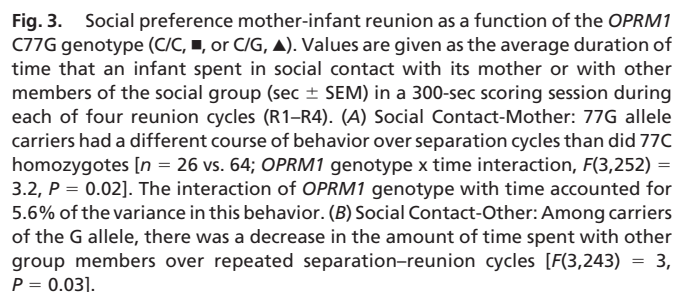 Fig. 3. Social preference mother-infant reunion as a function of the OPRM1
C77G genotype (C/C, ■, or C/G, ▲). Values are given as the average duration of
time that an infant spent in social contact with its mother or with other
members of the social group (sec ± SEM) in a 300-sec scoring session during
each of four reunion cycles (R1–R4). (A) Social Contact-Mother: 77G allele
carriers had a different course of behavior over separation cycles than did 77C
homozygotes [n = 26 vs. 64; OPRM1 genotype x time interaction, F(3,252) =
3.2, P = 0.02]. The interaction of OPRM1 genotype with time accounted for
5.6% of the variance in this behavior. (B) Social Contact-Other: Among carriers
of the G allele, there was a decrease in the amount of time spent with other
group members over repeated separation–reunion cycles [F(3,243) = 3,
P = 0.03].